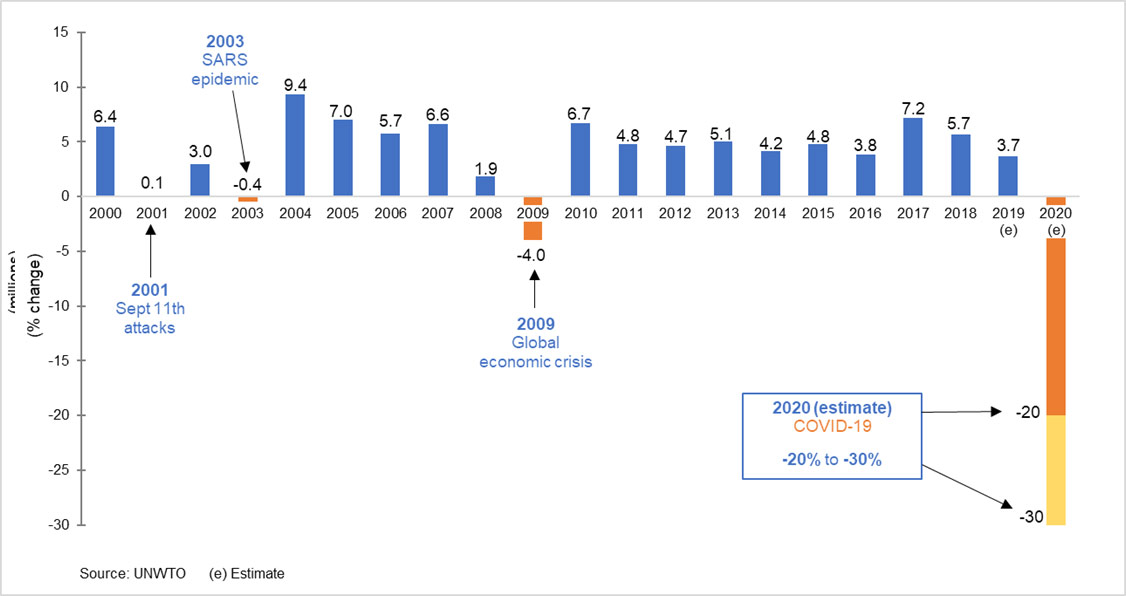 15
10
5
0
-5
-10
-15
-20
-25
-30
(% change)
2003
SARS
epidemic
6.4
0.1
3.0
-0.4
9.4
7.0
5.7
6.6
1.9
-4.0
6.7
4.8
4.7
5.1
4.2
4.8
3.8
7.2
5.7
3.7
2000 2001 2002 2003 2004 2005 2006 2007 2008 2009 2010 2011 2012 2013 2014 2015 2016 2017 2018 2019 2020
(e) (e)
2001
Sept 11th
attacks
2009
Global
economic crisis
2020 (estimate)
COVID-19
-20% to -30%
-20
-30
Source: UNWTO (e) Estimate